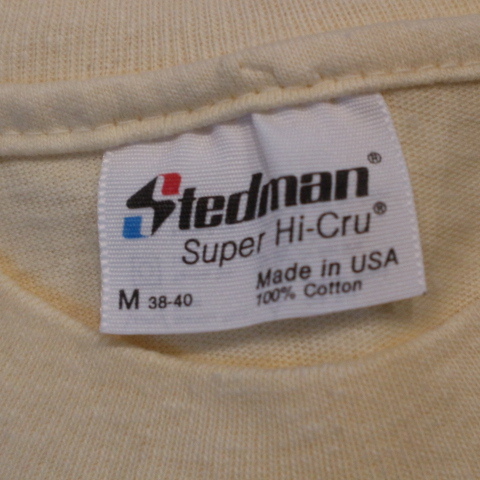 Stedman®
Super Hi-Cru®
M 38-40
Made in USA
100% Cotton